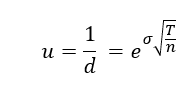 u = 1/d = e^{σ√(T/n)}